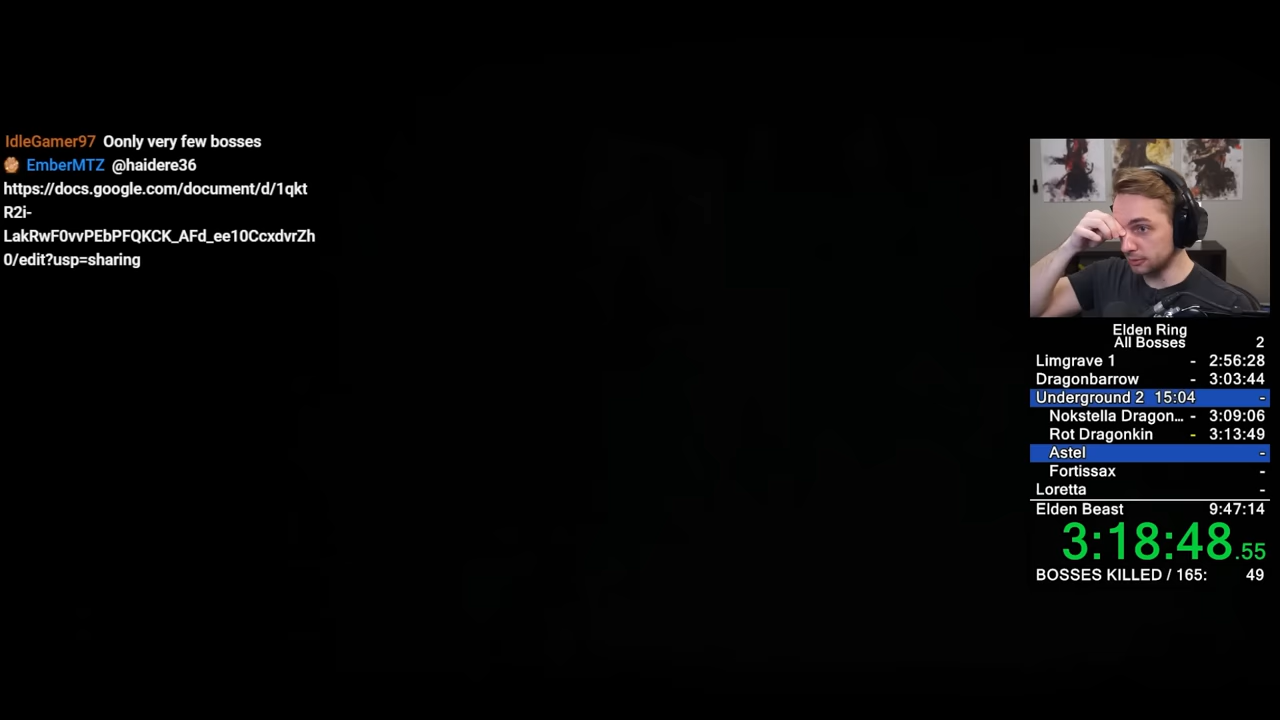 IdleGamer97 Oonly very few bosses
EmberMTZ @haidere36
https://docs.google.com/document/d/1qkt
R2i-
LakRwF0vvPEbPFQKCK_AFd_ee10CcxdvrZh
0/edit?usp=sharing
Elden Ring
All Bosses 2
Limgrave 1 - 2:56:28
Dragonbarrow - 3:03:44
Underground 2 15:04 -
Nokstella Dragon... - 3:09:06
Rot Dragonkin - 3:13:49
Astel -
Fortissax -
Loretta -
Elden Beast 9:47:14
3:18:48.55
BOSSES KILLED / 165: 49